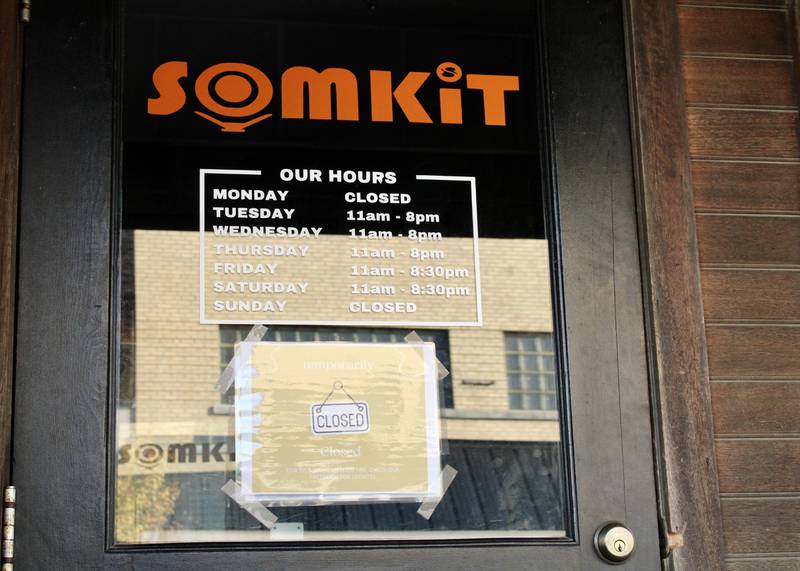 SOMKiT
OUR HOURS
MONDAY CLOSED
TUESDAY 11am - 8pm
WEDNESDAY 11am - 8pm
THURSDAY 11am - 8pm
FRIDAY 11am - 8:30pm
SATURDAY 11am - 8:30pm
SUNDAY CLOSED
temporarily
CLOSED
Closed
SOMKi